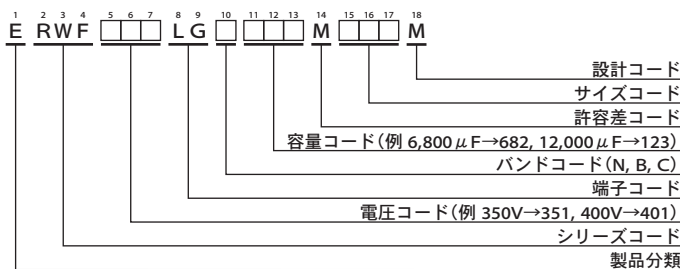 1 2 3 4 5 6 7 8 9 10 11 12 13 14 15 16 17 18
E RWF □□□ LG □ □□□ M □□□ M
設計コード
サイズコード
許容差コード
容量コード(例 6,800μF→682, 12,000μF→123)
バンドコード(N, B, C)
端子コード
電圧コード(例 350V→351, 400V→401)
シリーズコード
製品分類